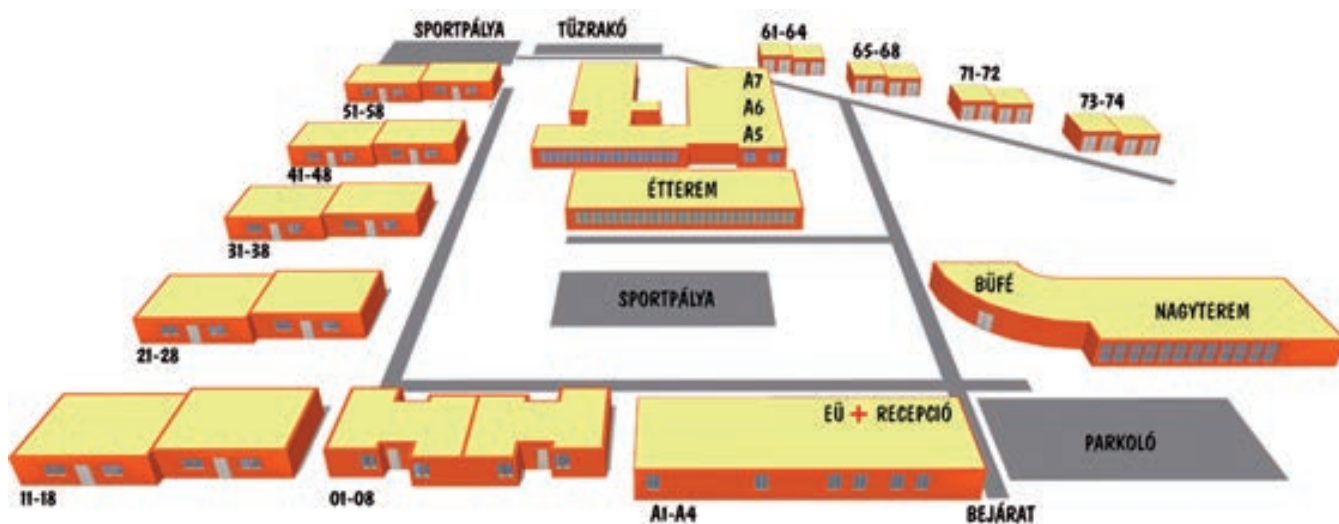 SPORTPÁLYA
TŰZRAKÓ
61-64
65-68
71-72
73-74
A7
A6
A5
51-58
41-48
ÉTTEREM
31-38
SPORTPÁLYA
BÜFÉ
NAGYTEREM
21-28
EÜ + RECEPCIÓ
PARKOLÓ
11-18
01-08
A1-A4
BEJÁRAT